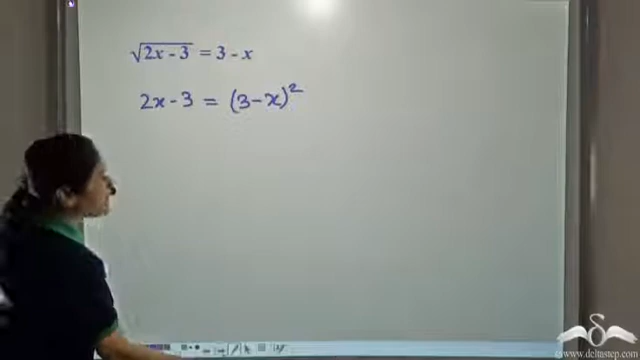 √(2x - 3) = 3 - x
2x - 3 = (3 - x)²
www.deltastep.com